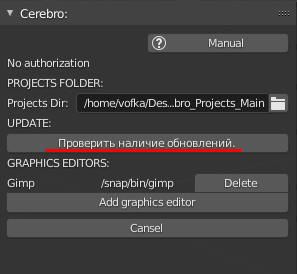 Cerebro:
Manual
No authorization
PROJECTS FOLDER:
Projects Dir: /home/vofka/Des...bro_Projects_Main
UPDATE:
Проверить наличие обновлений.
GRAPHICS EDITORS:
Gimp /snap/bin/gimp Delete
Add graphics editor
Cansel